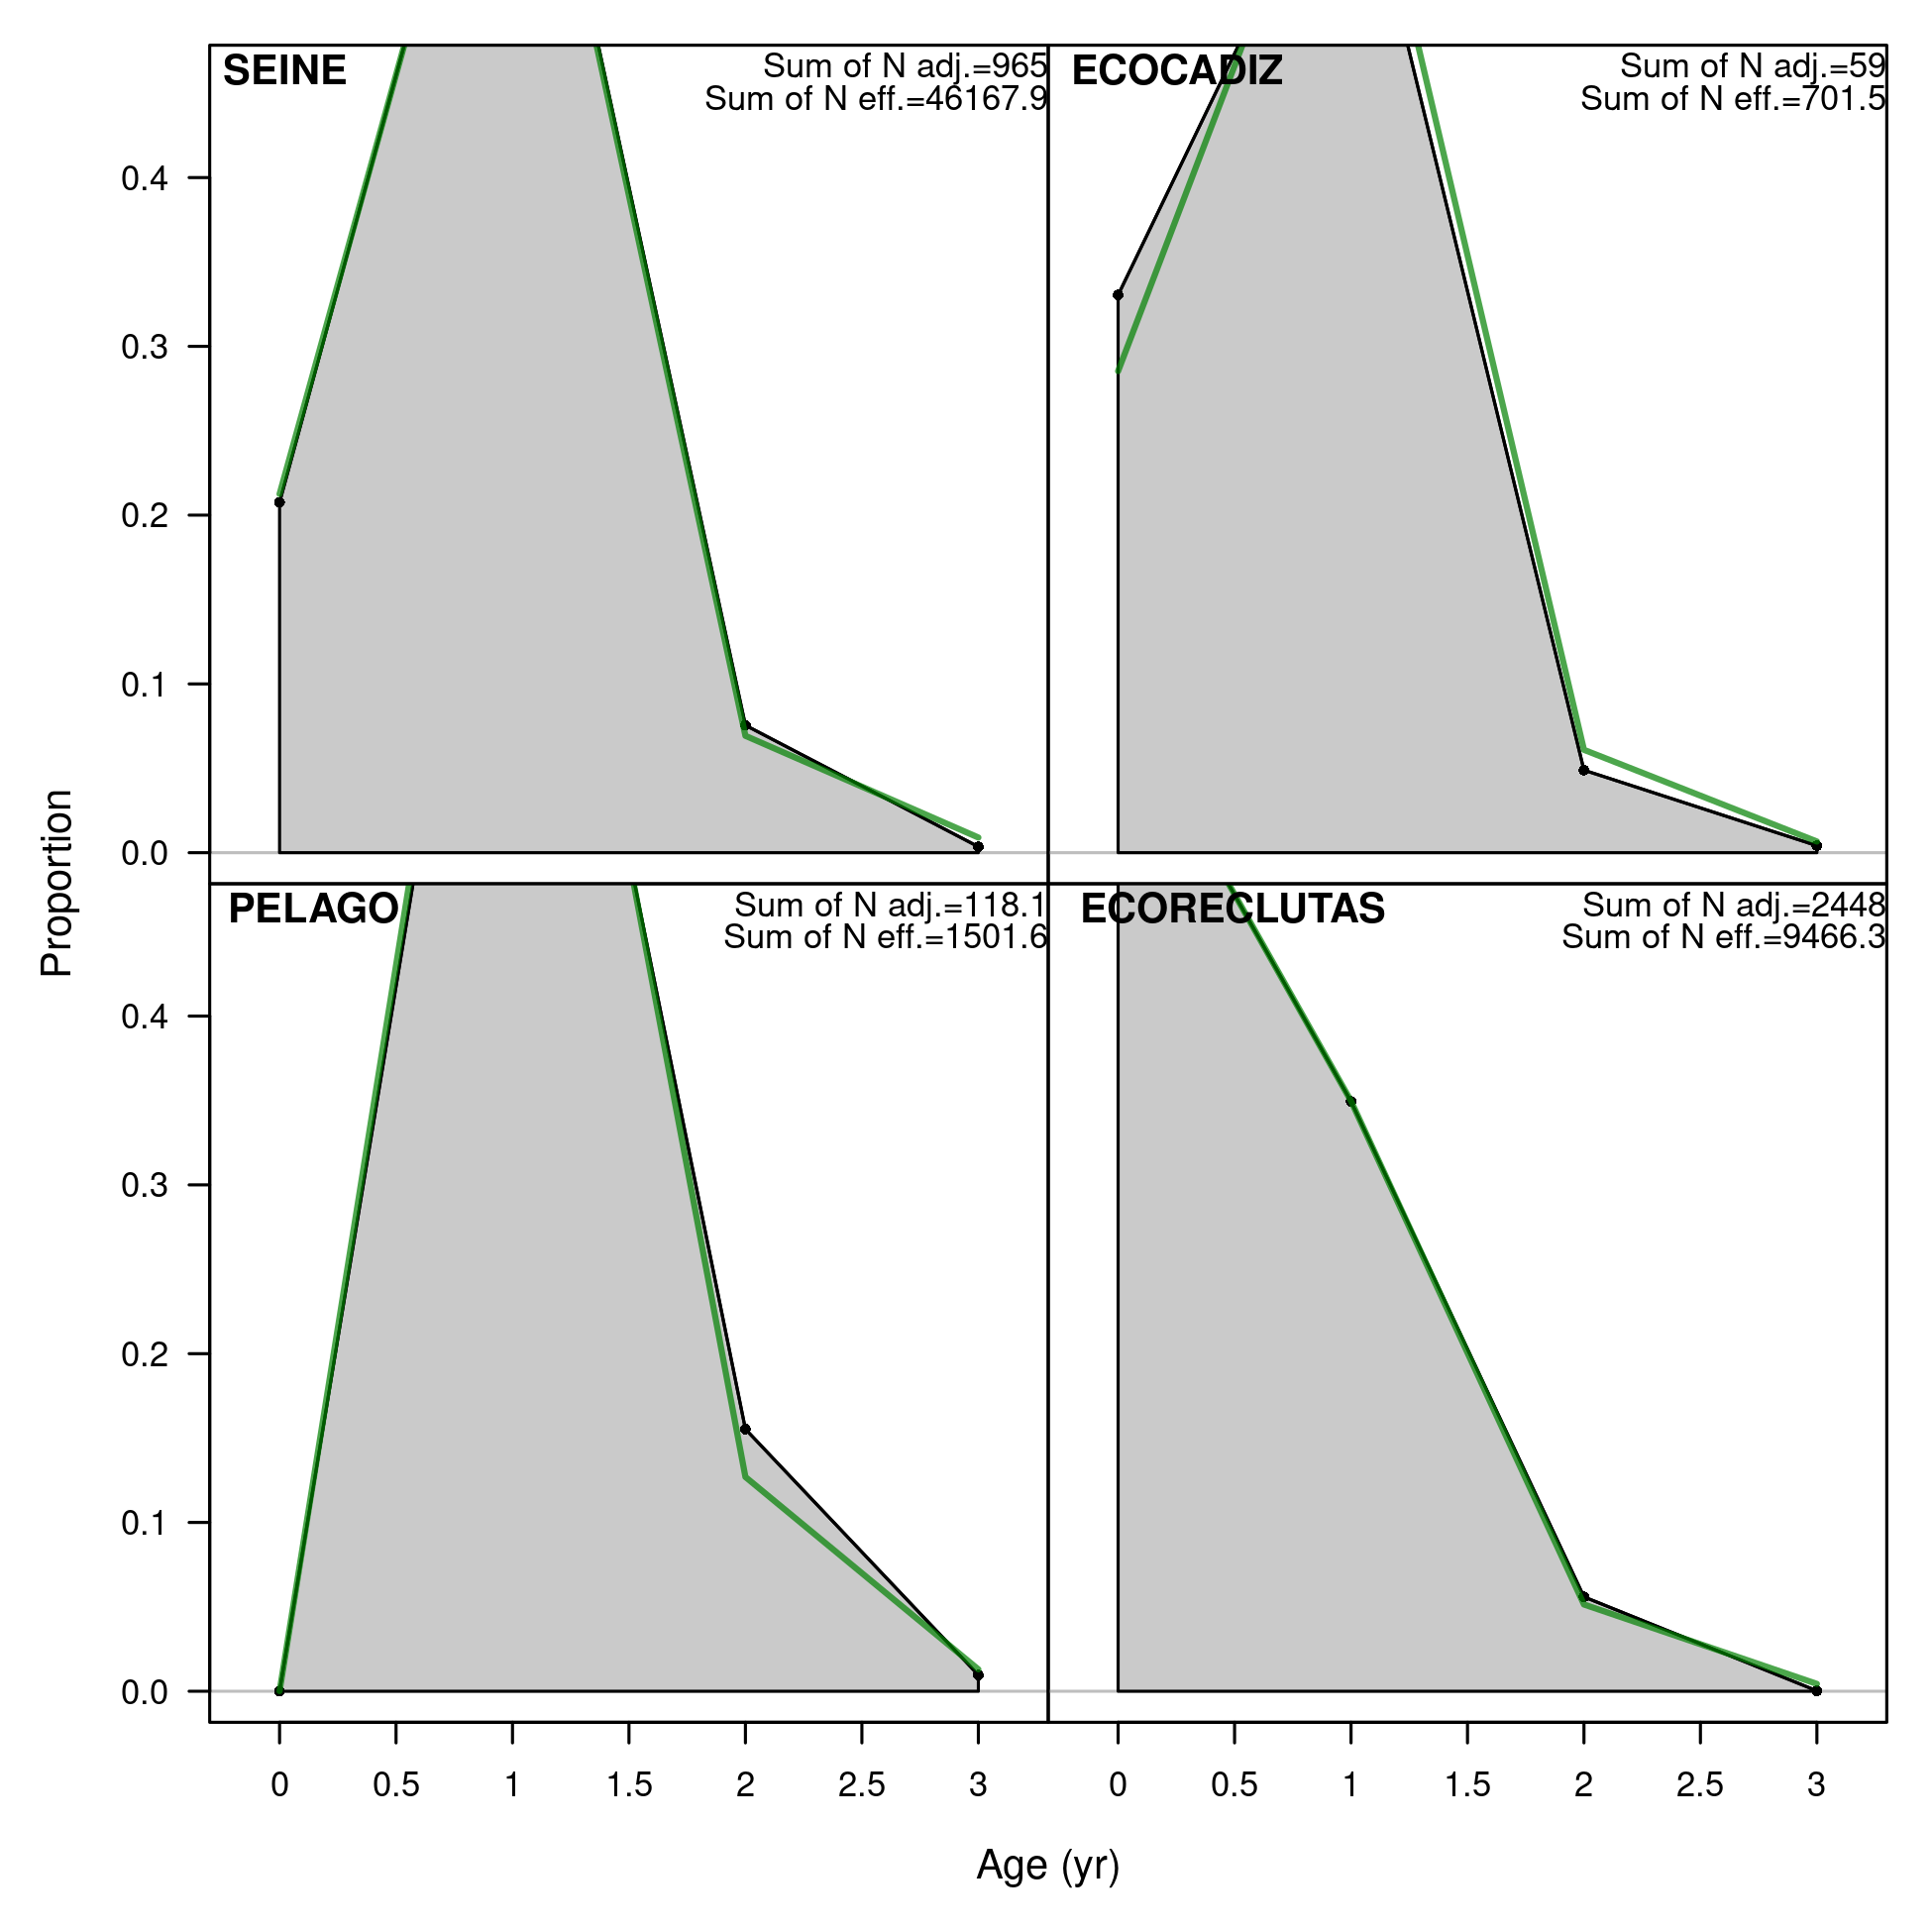 SEINE
Sum of N adj.=965
Sum of N eff.=46167.9
ECOCADIZ
Sum of N adj.=59
Sum of N eff.=701.5
0.4
0.3
0.2
0.1
0.0
PELAGO
Sum of N adj.=118.1
Sum of N eff.=1501.6
ECORECLUTAS
Sum of N adj.=2448
Sum of N eff.=9466.3
0.4
0.3
0.2
0.1
0.0
Proportion
0 0.5 1 1.5 2 2.5 3
0 0.5 1 1.5 2 2.5 3
Age (yr)